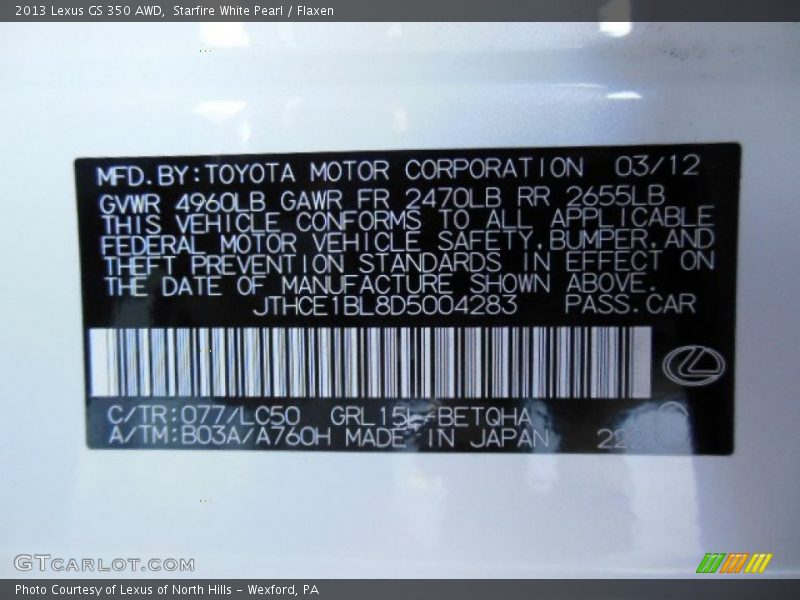 2013 Lexus GS 350 AWD, Starfire White Pearl / Flaxen
MFD. BY: TOYOTA MOTOR CORPORATION 03/12
GVWR 4960LB GAWR FR 2470LB RR 2655LB
THIS VEHICLE CONFORMS TO ALL APPLICABLE
FEDERAL MOTOR VEHICLE SAFETY, BUMPER, AND
THEFT PREVENTION STANDARDS IN EFFECT ON
THE DATE OF MANUFACTURE SHOWN ABOVE.
JTHCE1BL8D5004283 PASS. CAR
C/TR: 077/LC50
A/TM: B03A/A760H MADE IN JAPAN
GTCARLOT.COM
Photo Courtesy of Lexus of North Hills - Wexford, PA